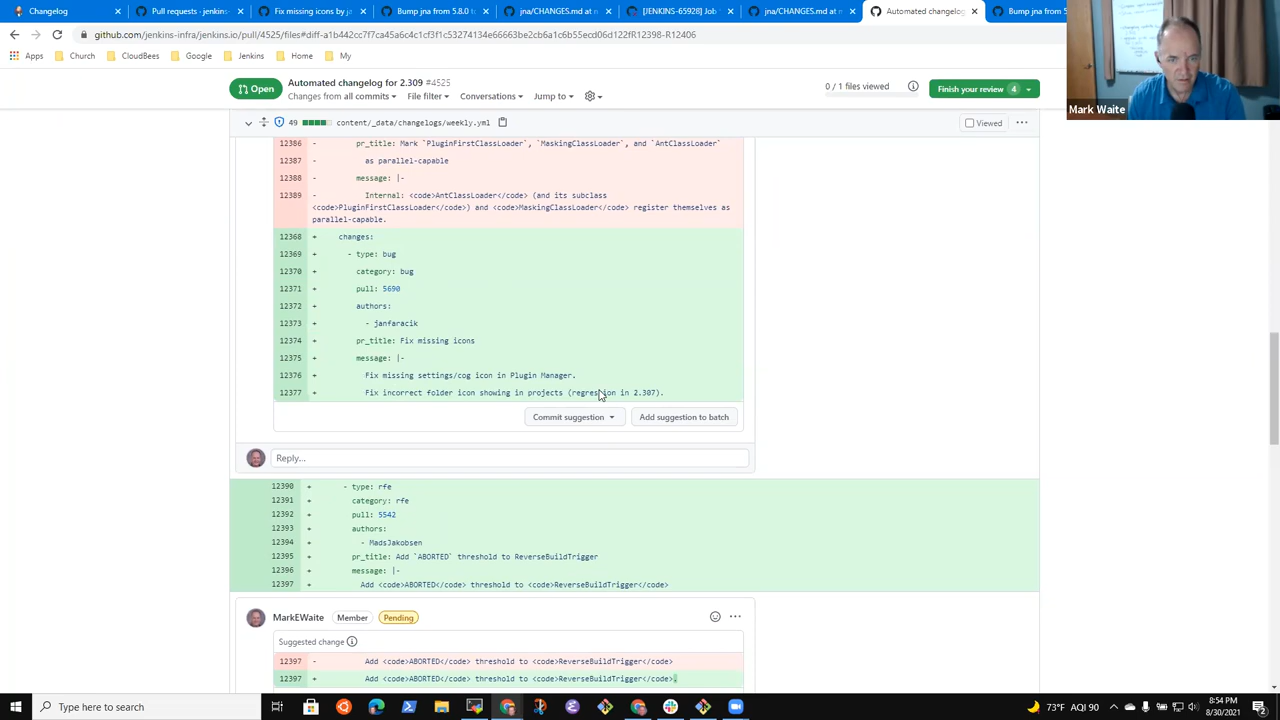 Changelog
Pull requests · jenkins-
Fix missing icons by ja
Bump jna from 5.8.0 to
jna/CHANGES.md at n
[JENKINS-65928] Job
jna/CHANGES.md at m
Automated changelog
Bump jna from 5
github.com/jenkins-infra/jenkins.io/pull/4525/files#diff-a1b442cc77ca65a6c4c1
274134e66663be2cb6a1c6b55ecd06d122fR12398-R12406
Apps
Church
CloudBees
Google
Jenkins
Home
My
Mark Waite
Open
Automated changelog for 2.309 #4525
Changes from all commits
File filter
Conversations
Jump to
0 / 1 files viewed
Finish your review 4
49 content/_data/changelogs/weekly.yml
Viewed
12386 - pr_title: Mark `PluginFirstClassLoader`, `MaskingClassLoader`, and `AntClassLoader`
12387 - as parallel-capable
12388 - message: |-
12389 - Internal: <code>AntClassLoader</code> (and its subclass
<code>PluginFirstClassLoader</code>) and <code>MaskingClassLoader</code> register themselves as
parallel-capable.
12368 + changes:
12369 + - type: bug
12370 + category: bug
12371 + pull: 5690
12372 + authors:
12373 + - janfaracik
12374 + pr_title: Fix missing icons
12375 + message: |-
12376 + Fix missing settings/cog icon in Plugin Manager.
12377 + Fix incorrect folder icon showing in projects (regression in 2.307).
Commit suggestion
Add suggestion to batch
Reply...
12390 + - type: rfe
12391 + category: rfe
12392 + pull: 5542
12393 + authors:
12394 + - MadsJakobsen
12395 + pr_title: Add `ABORTED` threshold to ReverseBuildTrigger
12396 + message: |-
12397 + Add <code>ABORTED</code> threshold to <code>ReverseBuildTrigger</code>
MarkEWaite Member Pending
Suggested change
12397 - Add <code>ABORTED</code> threshold to <code>ReverseBuildTrigger</code>
12397 + Add <code>ABORTED</code> threshold to <code>ReverseBuildTrigger</code>.
Type here to search
73°F AQI 90
8:54 PM
8/30/2021
2